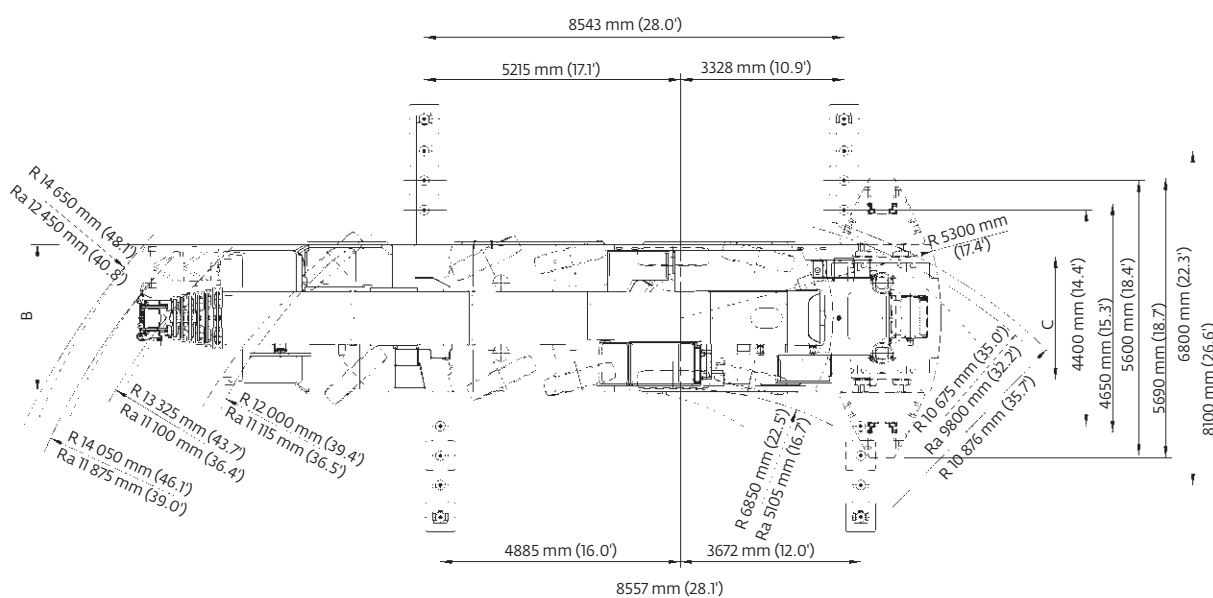 8543 mm (28.0')
5215 mm (17.1')
3328 mm (10.9')
R 14 650 mm (48.1')
Ra 12 450 mm (40.8')
R 5300 mm
(17.4')
B
C
4400 mm (14.4')
4650 mm (15.3')
5600 mm (18.4')
5690 mm (18.7')
6800 mm (22.3')
8100 mm (26.6')
R 13 325 mm (43.7')
Ra 11 100 mm (36.4')
R 12 000 mm (39.4')
Ra 11 115 mm (36.5')
R 14 050 mm (46.1')
Ra 11 875 mm (39.0')
R 6850 mm (22.5')
Ra 5105 mm (16.7')
R 10 675 mm (35.0')
Ra 9800 mm (32.2')
R 10 876 mm (35.7')
4885 mm (16.0')
3672 mm (12.0')
8557 mm (28.1')